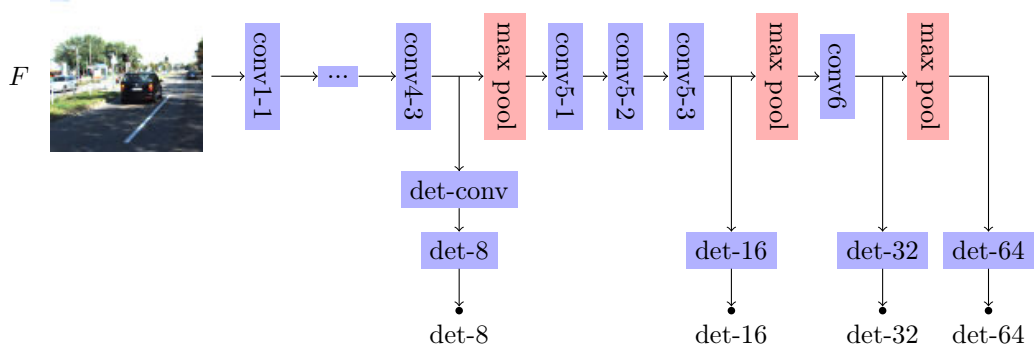 F
conv1-1
...
conv4-3
max pool
conv5-1
conv5-2
conv5-3
max pool
conv6
max pool
det-conv
det-8
det-16
det-32
det-64
det-8
det-16
det-32
det-64